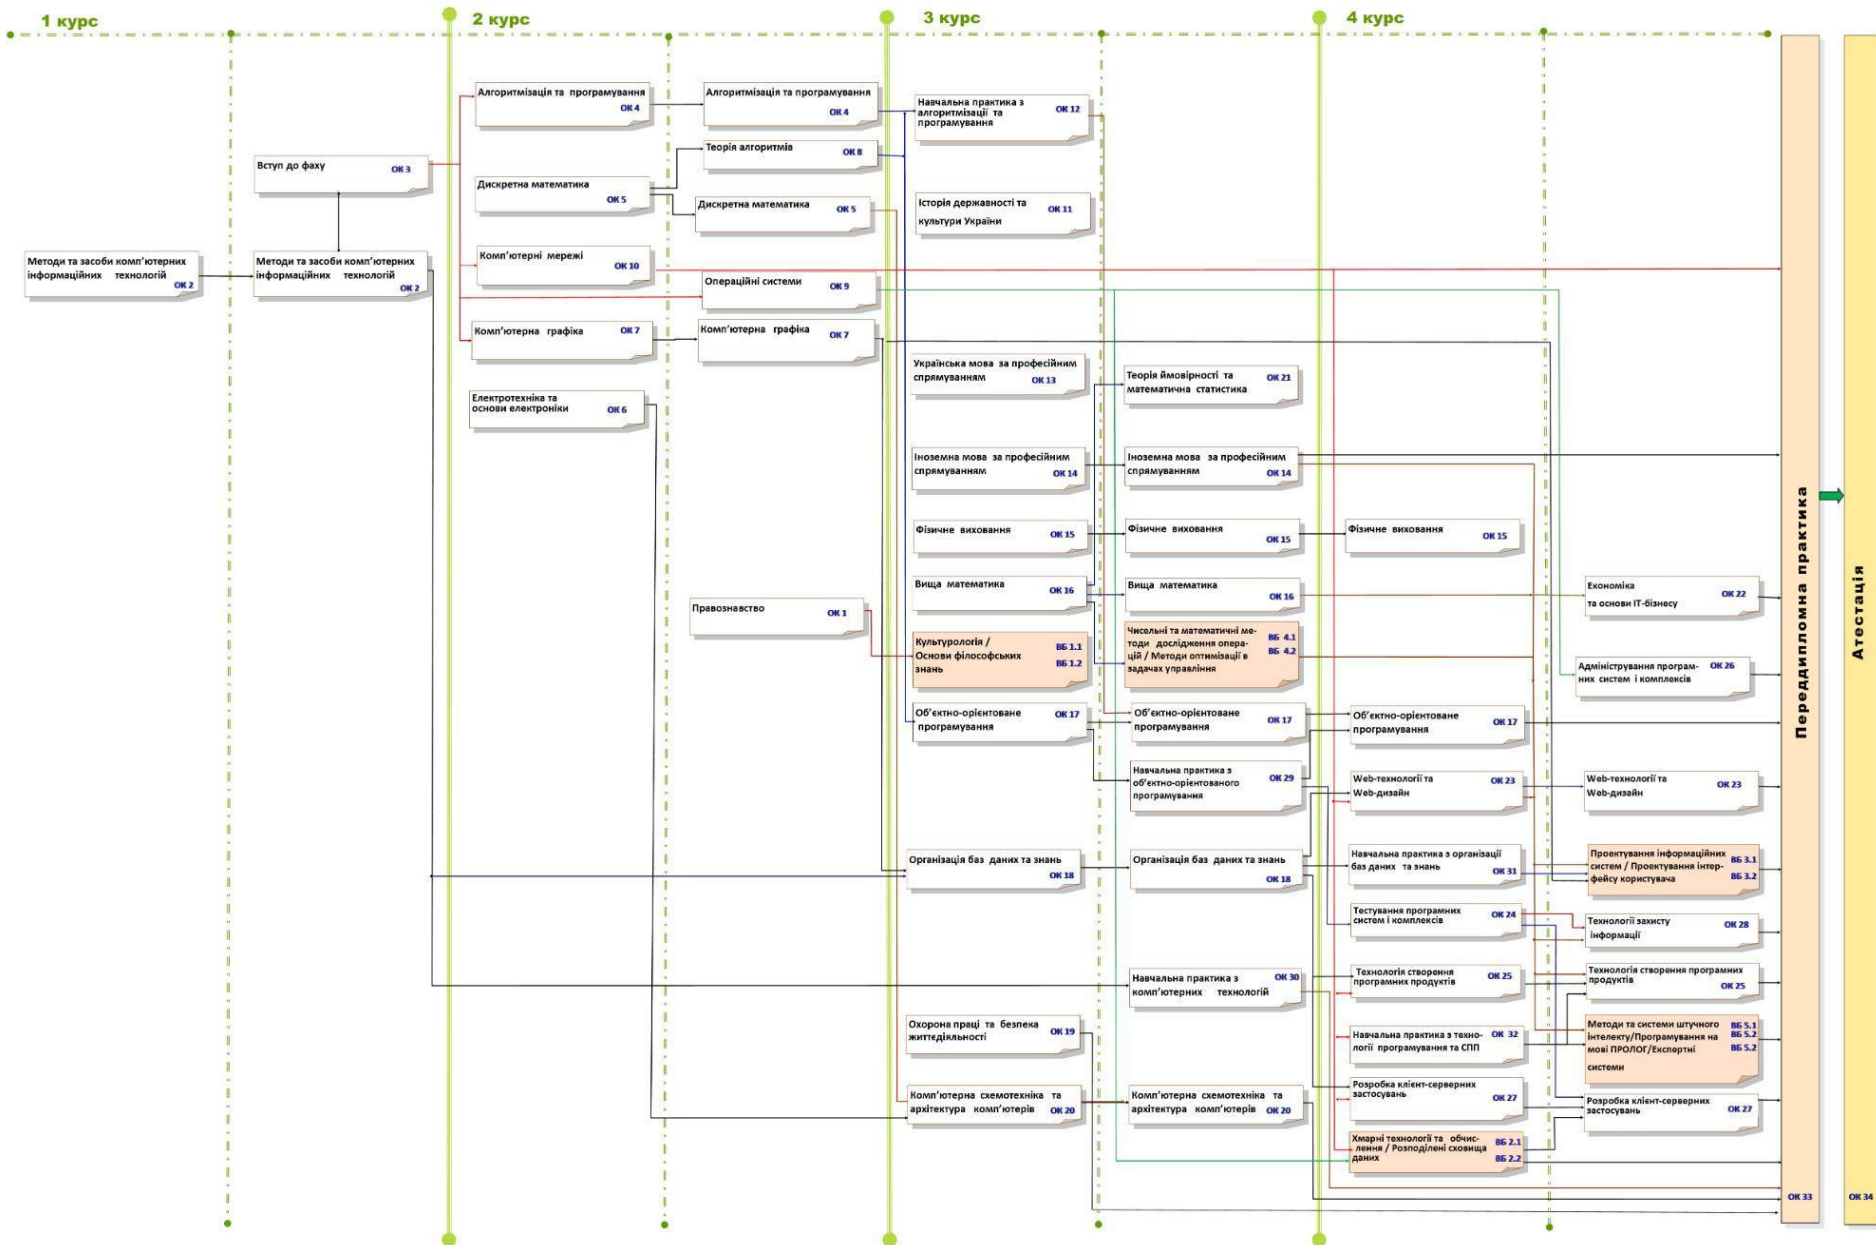 1 курс
2 курс
3 курс
4 курс
Методи та засоби комп'ютерних
інформаційних технологій
ОК 2
Вступ до фаху
ОК 3
Методи та засоби комп'ютерних
інформаційних технологій
ОК 2
Алгоритмізація та програмування
ОК 4
Дискретна математика
ОК 5
Комп'ютерні мережі
ОК 10
Комп'ютерна графіка
ОК 7
Електротехніка та
основи електроніки
ОК 6
Алгоритмізація та програмування
ОК 4
Теорія алгоритмів
ОК 8
Дискретна математика
ОК 5
Операційні системи
ОК 9
Комп'ютерна графіка
ОК 7
Правознавство
ОК 1
Навчальна практика з
алгоритмізації та
програмування
ОК 12
Історія державності та
культури України
ОК 11
Українська мова за професійним
спрямуванням
ОК 13
Іноземна мова за професійним
спрямуванням
ОК 14
Фізичне виховання
ОК 15
Вища математика
ОК 16
Культурологія /
Основи філософських
знань
ВБ 1.1
ВБ 1.2
Об'єктно-орієнтоване
програмування
ОК 17
Організація баз даних та знань
ОК 18
Охорона праці та безпека
життєдіяльності
ОК 19
Комп'ютерна схемотехніка та
архітектура комп'ютерів
ОК 20
Теорія ймовірності та
математична статистика
ОК 21
Іноземна мова за професійним
спрямуванням
ОК 14
Фізичне виховання
ОК 15
Вища математика
ОК 16
Чисельні та математичні ме-
тоди дослідження опера-
цій / Методи оптимізації в
задачах управління
ВБ 4.1
ВБ 4.2
Об'єктно-орієнтоване
програмування
ОК 17
Навчальна практика з
об'єктно-орієнтованого
програмування
ОК 29
Організація баз даних та знань
ОК 18
Навчальна практика з
комп'ютерних технологій
ОК 30
Комп'ютерна схемотехніка та
архітектура комп'ютерів
ОК 20
Фізичне виховання
ОК 15
Об'єктно-орієнтоване
програмування
ОК 17
Web-технології та
Web-дизайн
ОК 23
Навчальна практика з організації
баз даних та знань
ОК 31
Тестування програмних
систем і комплексів
ОК 24
Технологія створення
програмних продуктів
ОК 25
Навчальна практика з техно-
логії програмування та СПП
ОК 32
Розробка клієнт-серверних
застосувань
ОК 27
Хмарні технології та обчис-
лення / Розподілені сховища
даних
ВБ 2.1
ВБ 2.2
Економіка
та основи ІТ-бізнесу
ОК 22
Адміністрування програм-
них систем і комплексів
ОК 26
Web-технології та
Web-дизайн
ОК 23
Проектування інформаційних
систем / Проектування інтер-
фейсу користувача
ВБ 3.1
ВБ 3.2
Технології захисту
інформації
ОК 28
Технологія створення програмних
продуктів
ОК 25
Методи та системи штучного
інтелекту/Програмування на
мові ПРОЛОГ/Експертні
системи
ВБ 5.1
ВБ 5.2
ВБ 5.2
Розробка клієнт-серверних
застосувань
ОК 27
Переддипломна практика
ОК 33
Атестація
ОК 34